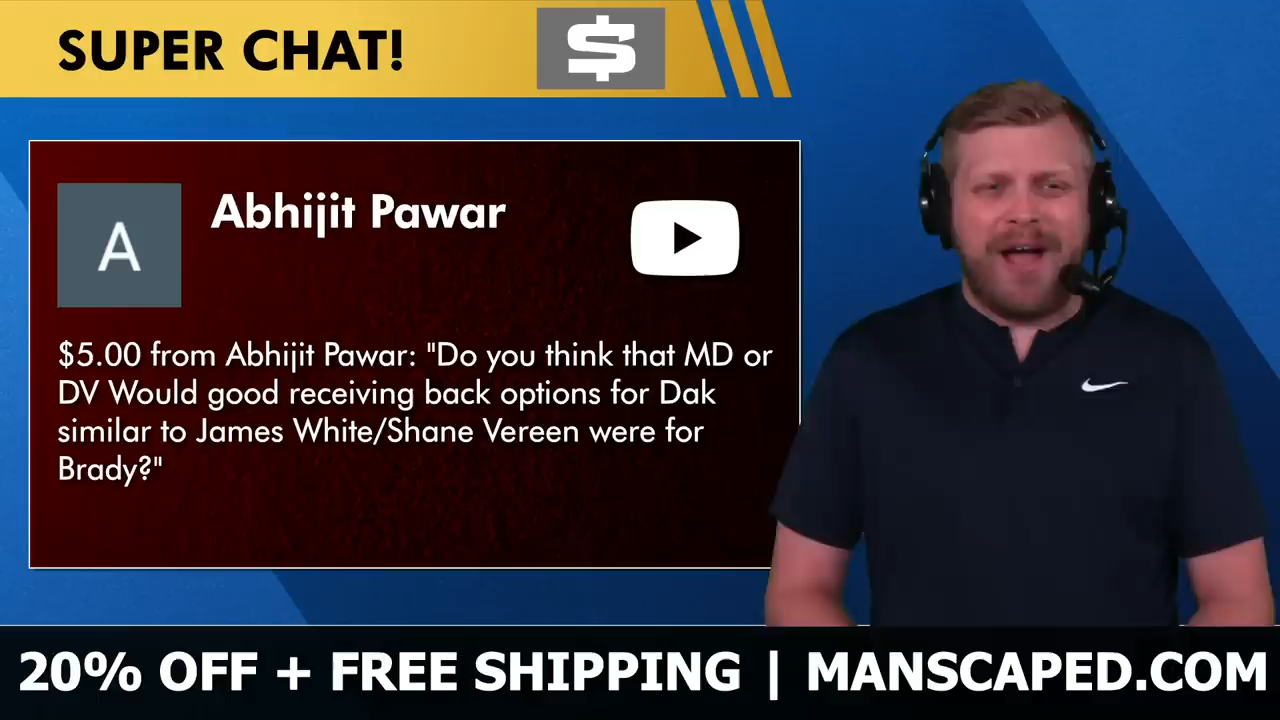 SUPER CHAT!
$
A
Abhijit Pawar
$5.00 from Abhijit Pawar: "Do you think that MD or
DV Would good receiving back options for Dak
similar to James White/Shane Vereen were for
Brady?"
20% OFF + FREE SHIPPING | MANSCAPED.COM